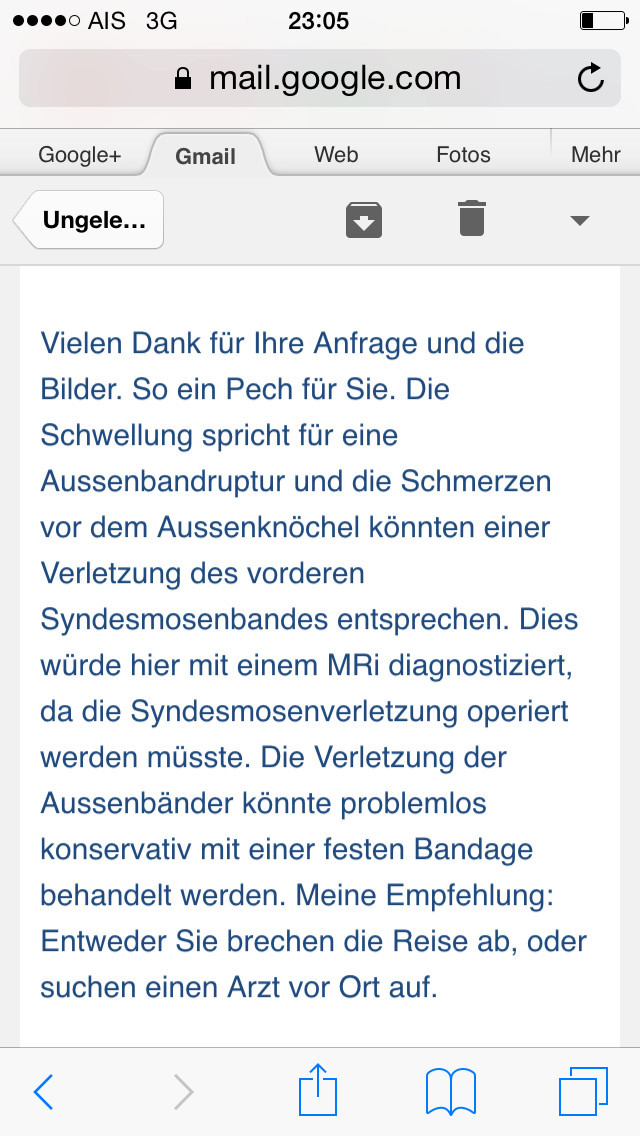 AIS 3G 23:05
mail.google.com
Google+ Gmail Web Fotos Mehr
Ungele...
Vielen Dank für Ihre Anfrage und die
Bilder. So ein Pech für Sie. Die
Schwellung spricht für eine
Aussenbandruptur und die Schmerzen
vor dem Aussenknöchel könnten einer
Verletzung des vorderen
Syndesmosenbandes entsprechen. Dies
würde hier mit einem MRi diagnostiziert,
da die Syndesmosenverletzung operiert
werden müsste. Die Verletzung der
Aussenbänder könnte problemlos
konservativ mit einer festen Bandage
behandelt werden. Meine Empfehlung:
Entweder Sie brechen die Reise ab, oder
suchen einen Arzt vor Ort auf.